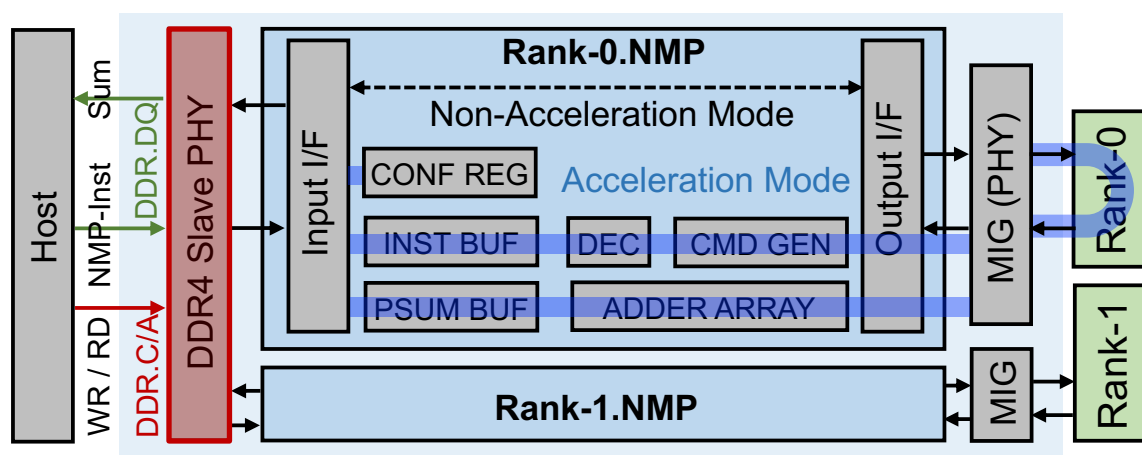 Host
Sum
NMP-Inst
WR / RD
DDR.DQ
DDR.C/A
DDR4 Slave PHY
Rank-0.NMP
Input I/F
Non-Acceleration Mode
CONF REG
Acceleration Mode
INST BUF
DEC
CMD GEN
PSUM BUF
ADDER ARRAY
Output I/F
MIG (PHY)
Rank-0
Rank-1.NMP
MIG
Rank-1